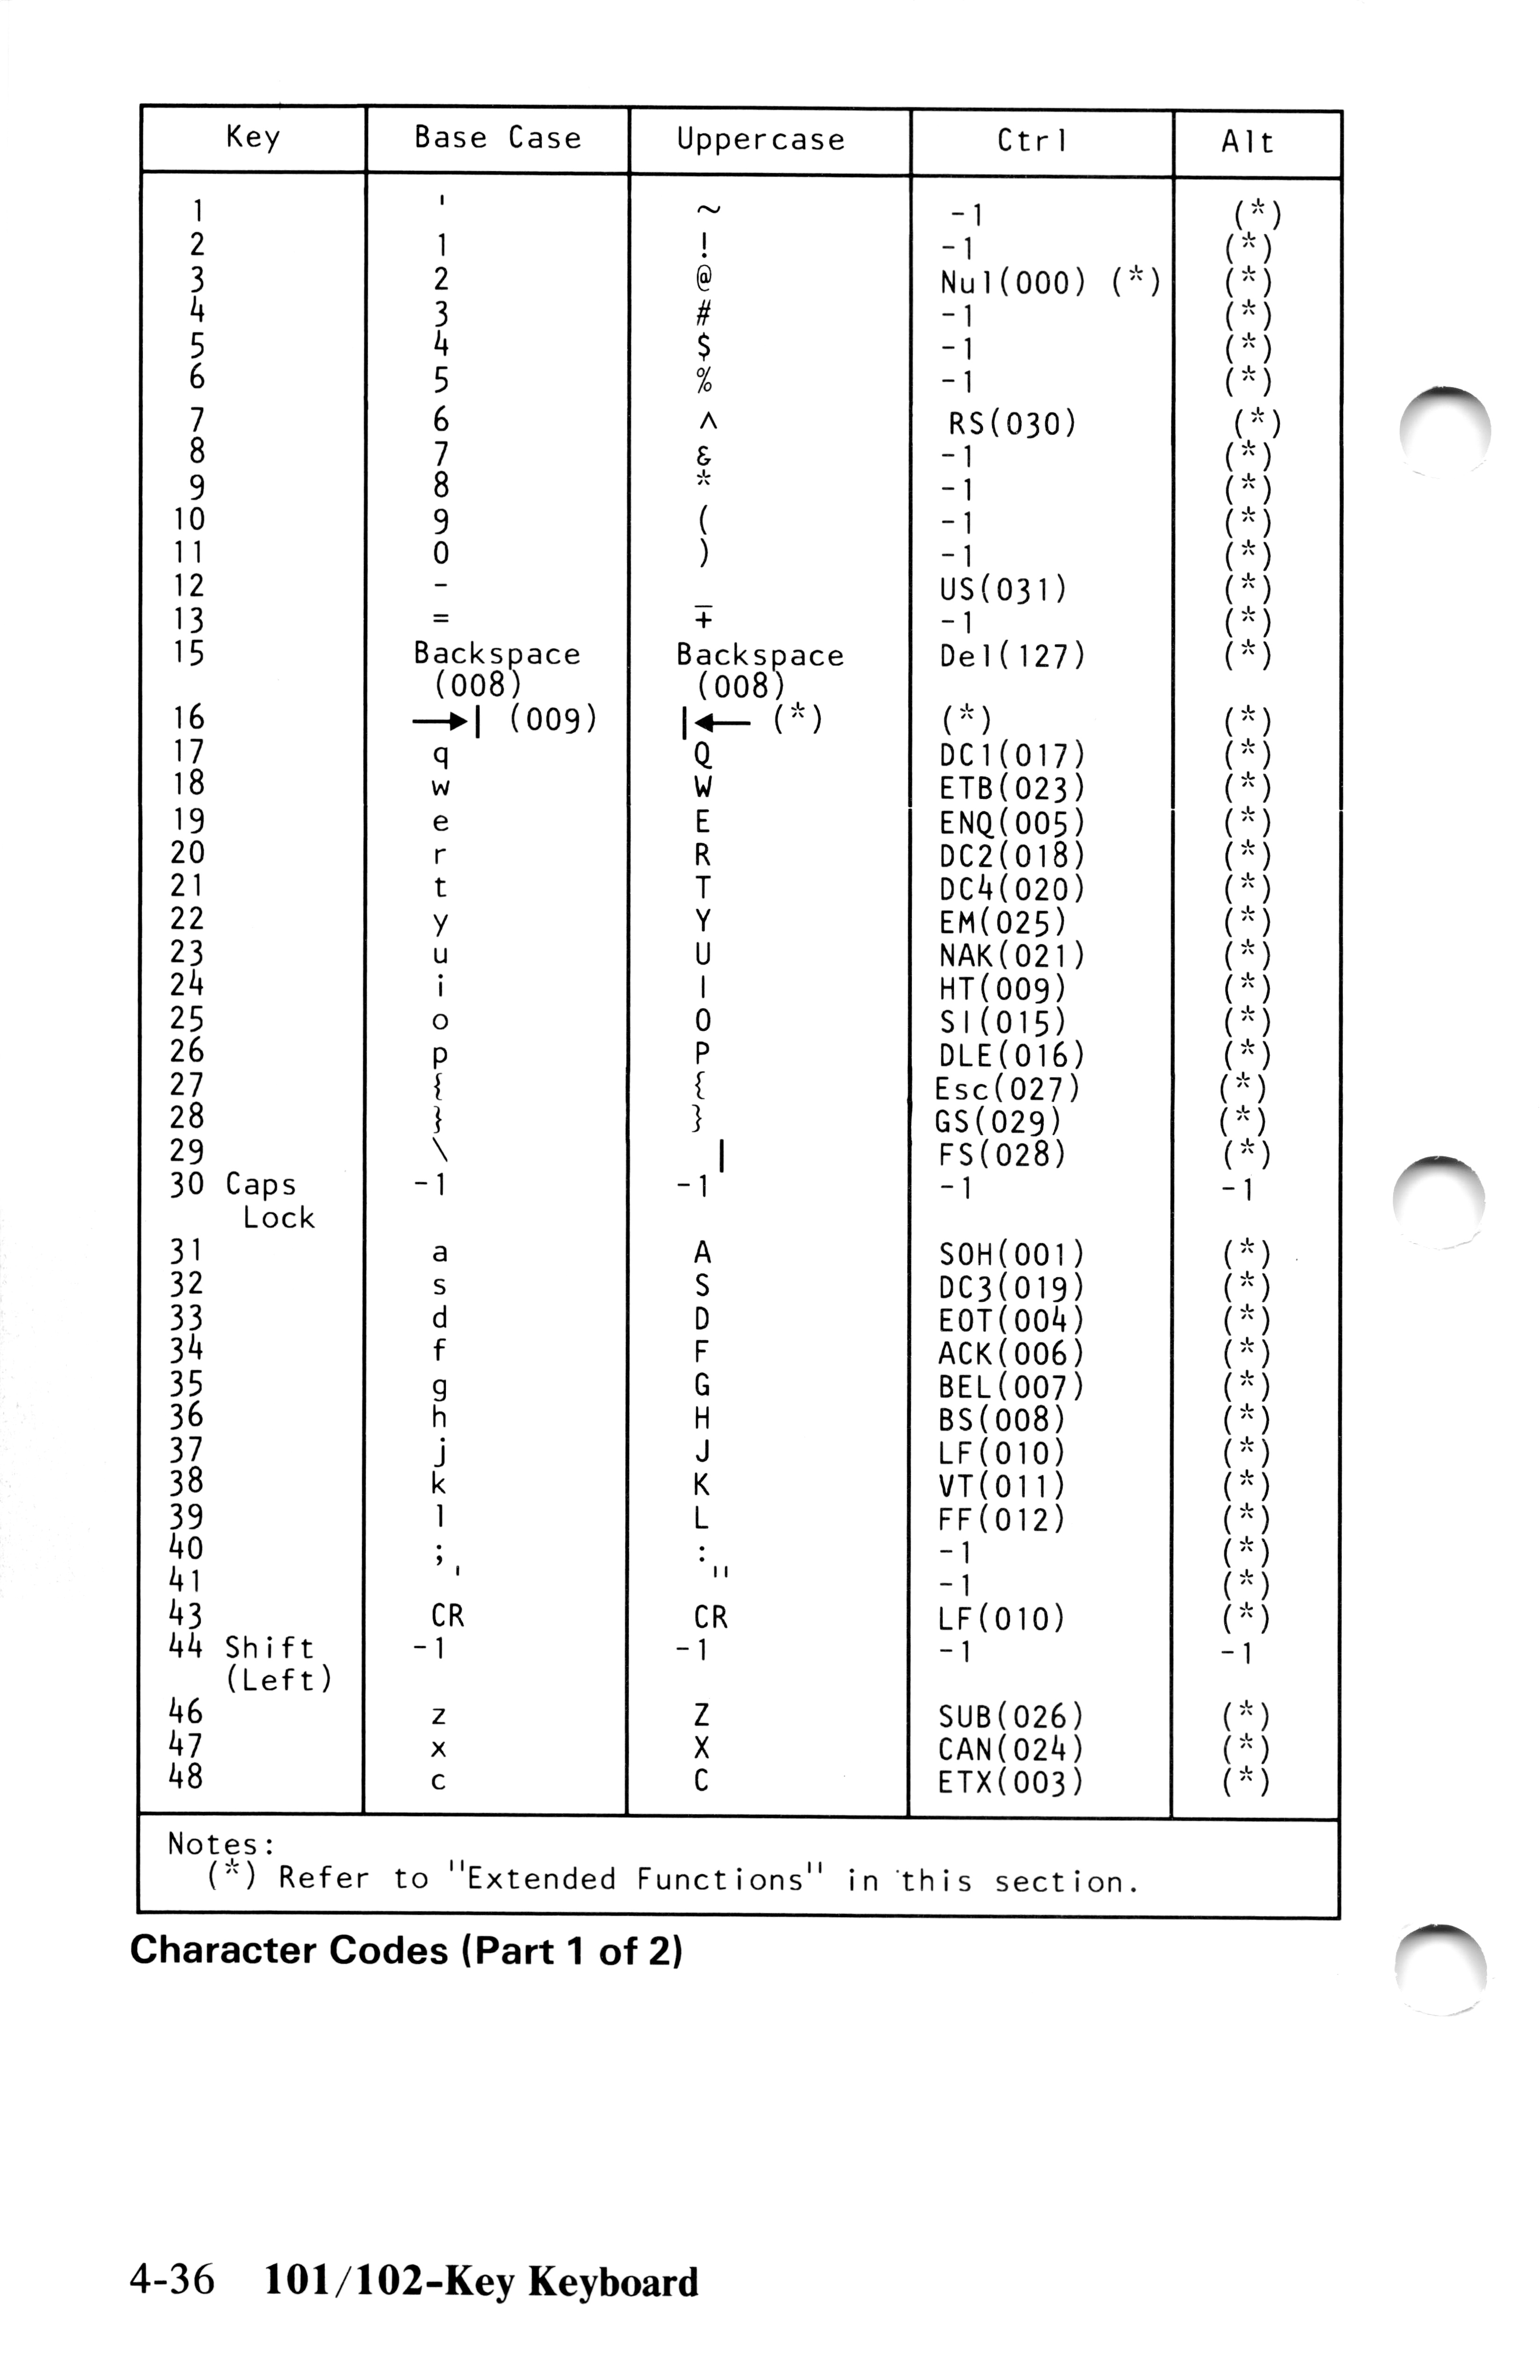 Key Base Case Uppercase Ctrl Alt
1 ' ~ -1 (*)
2 1 ! -1 (*)
3 2 @ Nul(000) (*) (*)
4 3 # -1 (*)
5 4 $ -1 (*)
6 5 % -1 (*)
7 6 ^ RS(030) (*)
8 7 & -1 (*)
9 8 * -1 (*)
10 9 ( -1 (*)
11 0 ) -1 (*)
12 - _ US(031) (*)
13 = + -1 (*)
15 Backspace Backspace Del(127) (*)
(008) (008)
16 →| (009) |← (*) (*) (*)
17 q Q DC1(017) (*)
18 w W ETB(023) (*)
19 e E ENQ(005) (*)
20 r R DC2(018) (*)
21 t T DC4(020) (*)
22 y Y EM(025) (*)
23 u U NAK(021) (*)
24 i I HT(009) (*)
25 o O SI(015) (*)
26 p P DLE(016) (*)
27 { { Esc(027) (*)
28 } } GS(029) (*)
29 \ | FS(028) (*)
30 Caps -1 -1 -1 -1
Lock
31 a A SOH(001) (*)
32 s S DC3(019) (*)
33 d D EOT(004) (*)
34 f F ACK(006) (*)
35 g G BEL(007) (*)
36 h H BS(008) (*)
37 j J LF(010) (*)
38 k K VT(011) (*)
39 l L FF(012) (*)
40 ; : -1 (*)
41 ' " -1 (*)
43 CR CR LF(010) (*)
44 Shift -1 -1 -1 -1
(Left)
46 z Z SUB(026) (*)
47 x X CAN(024) (*)
48 c C ETX(003) (*)
Notes:
(*) Refer to "Extended Functions" in this section.
Character Codes (Part 1 of 2)
4-36 101/102-Key Keyboard